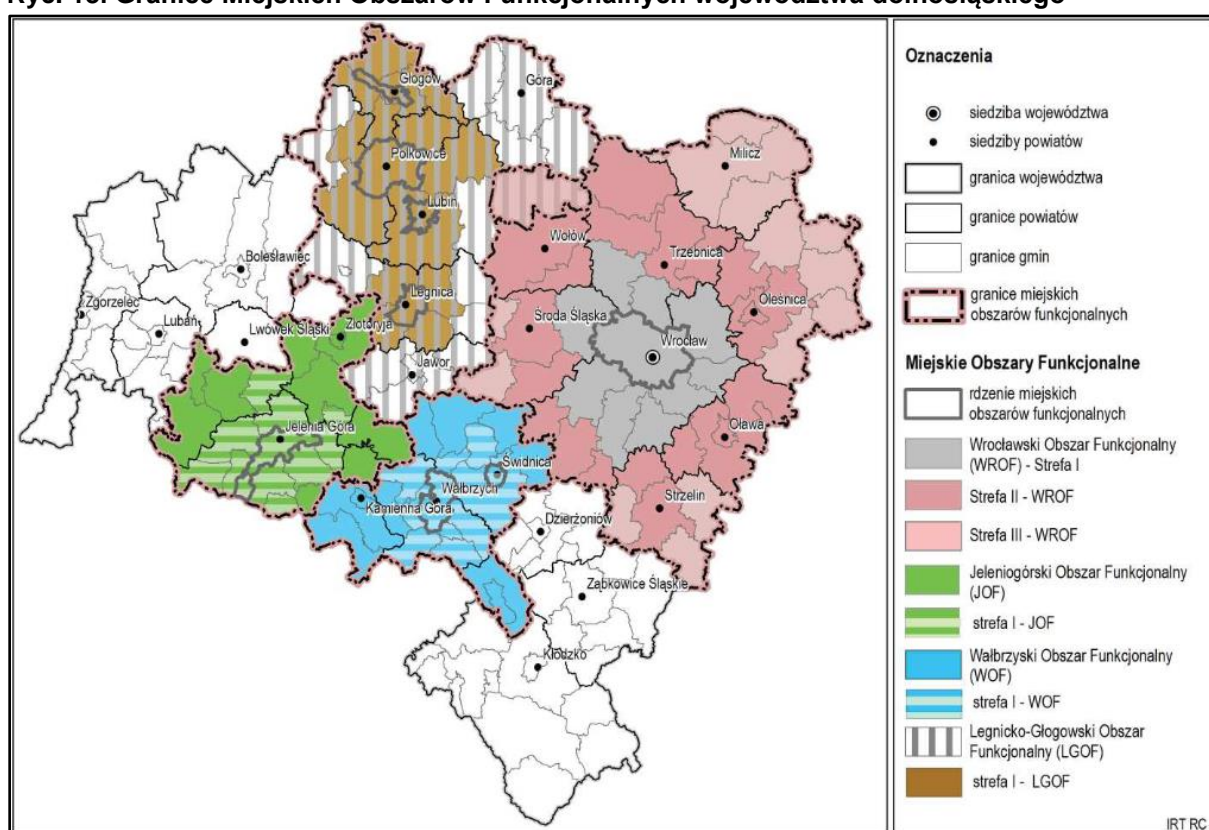 Rys. 18. Granice Miejskich Obszarów Funkcjonalnych województwa dolnośląskiego
Głogów
Góra
Polkowice
Milicz
Lubin
Wołów
Trzebnica
Bolesławiec
Zgorzelec
Legnica
Oleśnica
Lubań
Lwówek Śląski
Złotoryja
Środa Śląska
Wrocław
Jawor
Jelenia Góra
Oława
Świdnica
Wałbrzych
Kamienna Góra
Strzelin
Dzierżoniów
Ząbkowice Śląskie
Kłodzko
Oznaczenia
siedziba województwa
siedziby powiatów
granica województwa
granice powiatów
granice gmin
granice miejskich
obszarów funkcjonalnych
Miejskie Obszary Funkcjonalne
rdzenie miejskich
obszarów funkcjonalnych
Wrocławski Obszar Funkcjonalny
(WROF) - Strefa I
Strefa II - WROF
Strefa III - WROF
Jeleniogórski Obszar Funkcjonalny
(JOF)
strefa I - JOF
Wałbrzyski Obszar Funkcjonalny
(WOF)
strefa I - WOF
Legnicko-Głogowski Obszar
Funkcjonalny (LGOF)
strefa I - LGOF
IRT RC